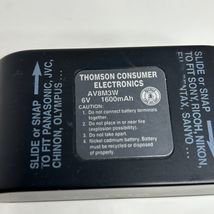 SLIDE or SNAP
TO FIT PANASONIC, JVC,
CHINON, OLYMPUS ...
THOMSON CONSUMER
ELECTRONICS
AV8M3W
6V 1600mAh
CAUTION
1. Do not connect battery terminals
together.
2. Do not place in or near fire
(explosion possibility).
3. Do not take apart.
4. Nickel cadmium battery. Battery
must be recycled or disposed of
properly.
SLIDE or SNAP
TO FIT SONY, RICOH, NIKON,
PENTAX, SANYO ...